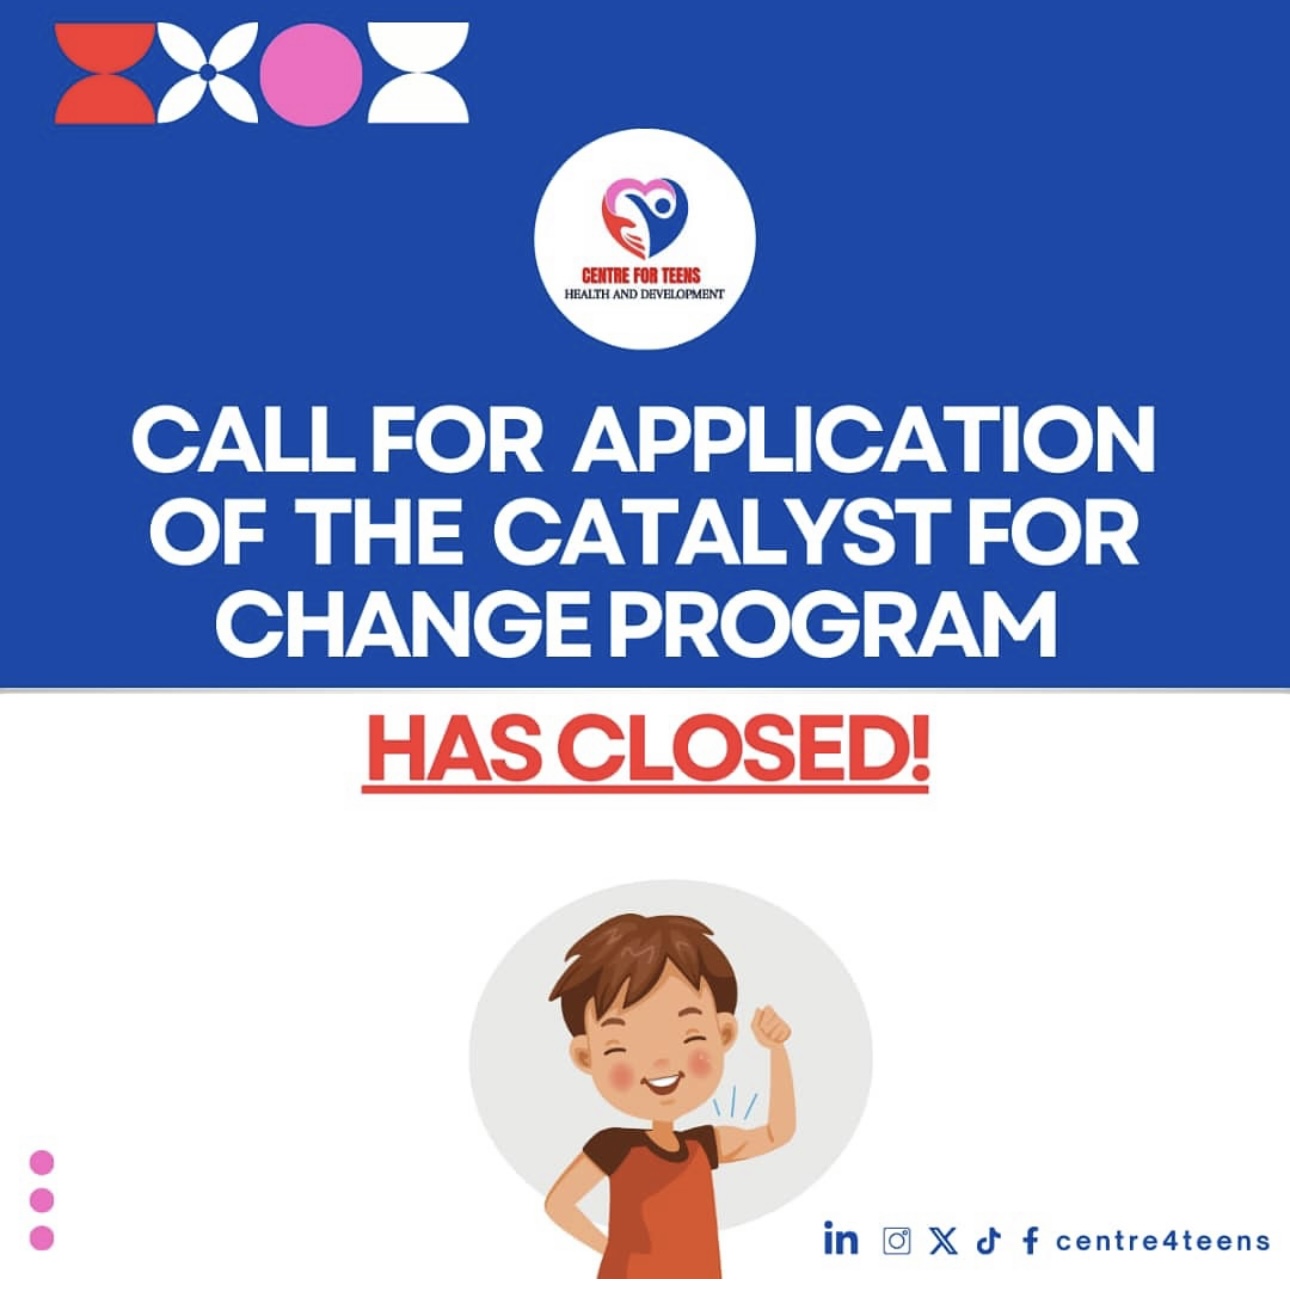 CENTRE FOR TEENS
HEALTH AND DEVELOPMENT
CALL FOR APPLICATION
OF THE CATALYST FOR
CHANGE PROGRAM
HAS CLOSED!
centre4teens